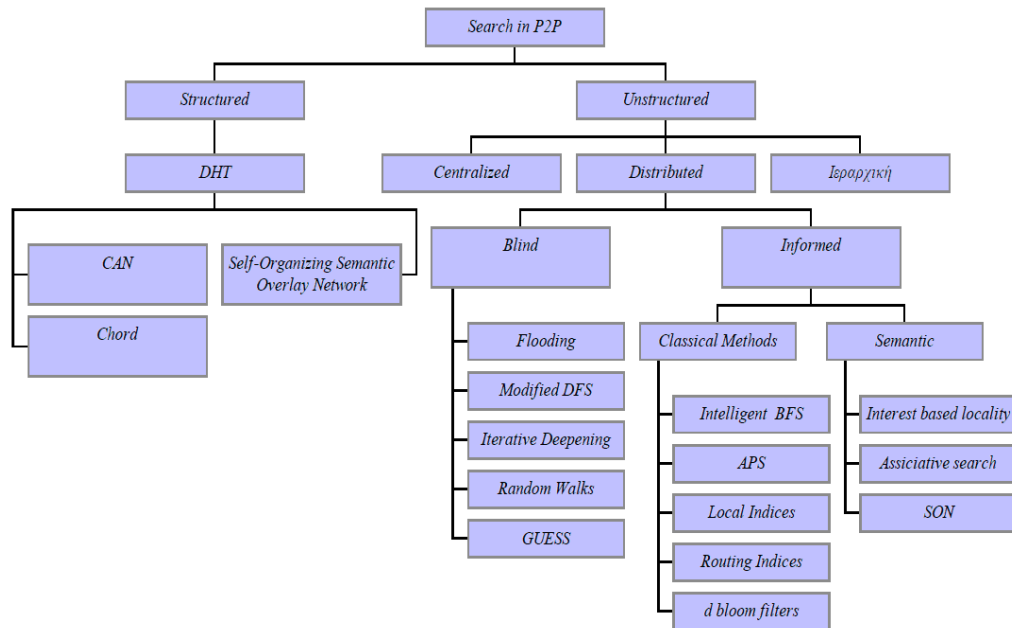 Search in P2P
Structured
Unstructured
DHT
Centralized
Distributed
Ιεραρχική
CAN
Self-Organizing Semantic
Overlay Network
Blind
Informed
Chord
Flooding
Classical Methods
Semantic
Modified DFS
Intelligent BFS
Interest based locality
Iterative Deepening
APS
Assiciative search
Random Walks
Local Indices
SON
GUESS
Routing Indices
d bloom filters